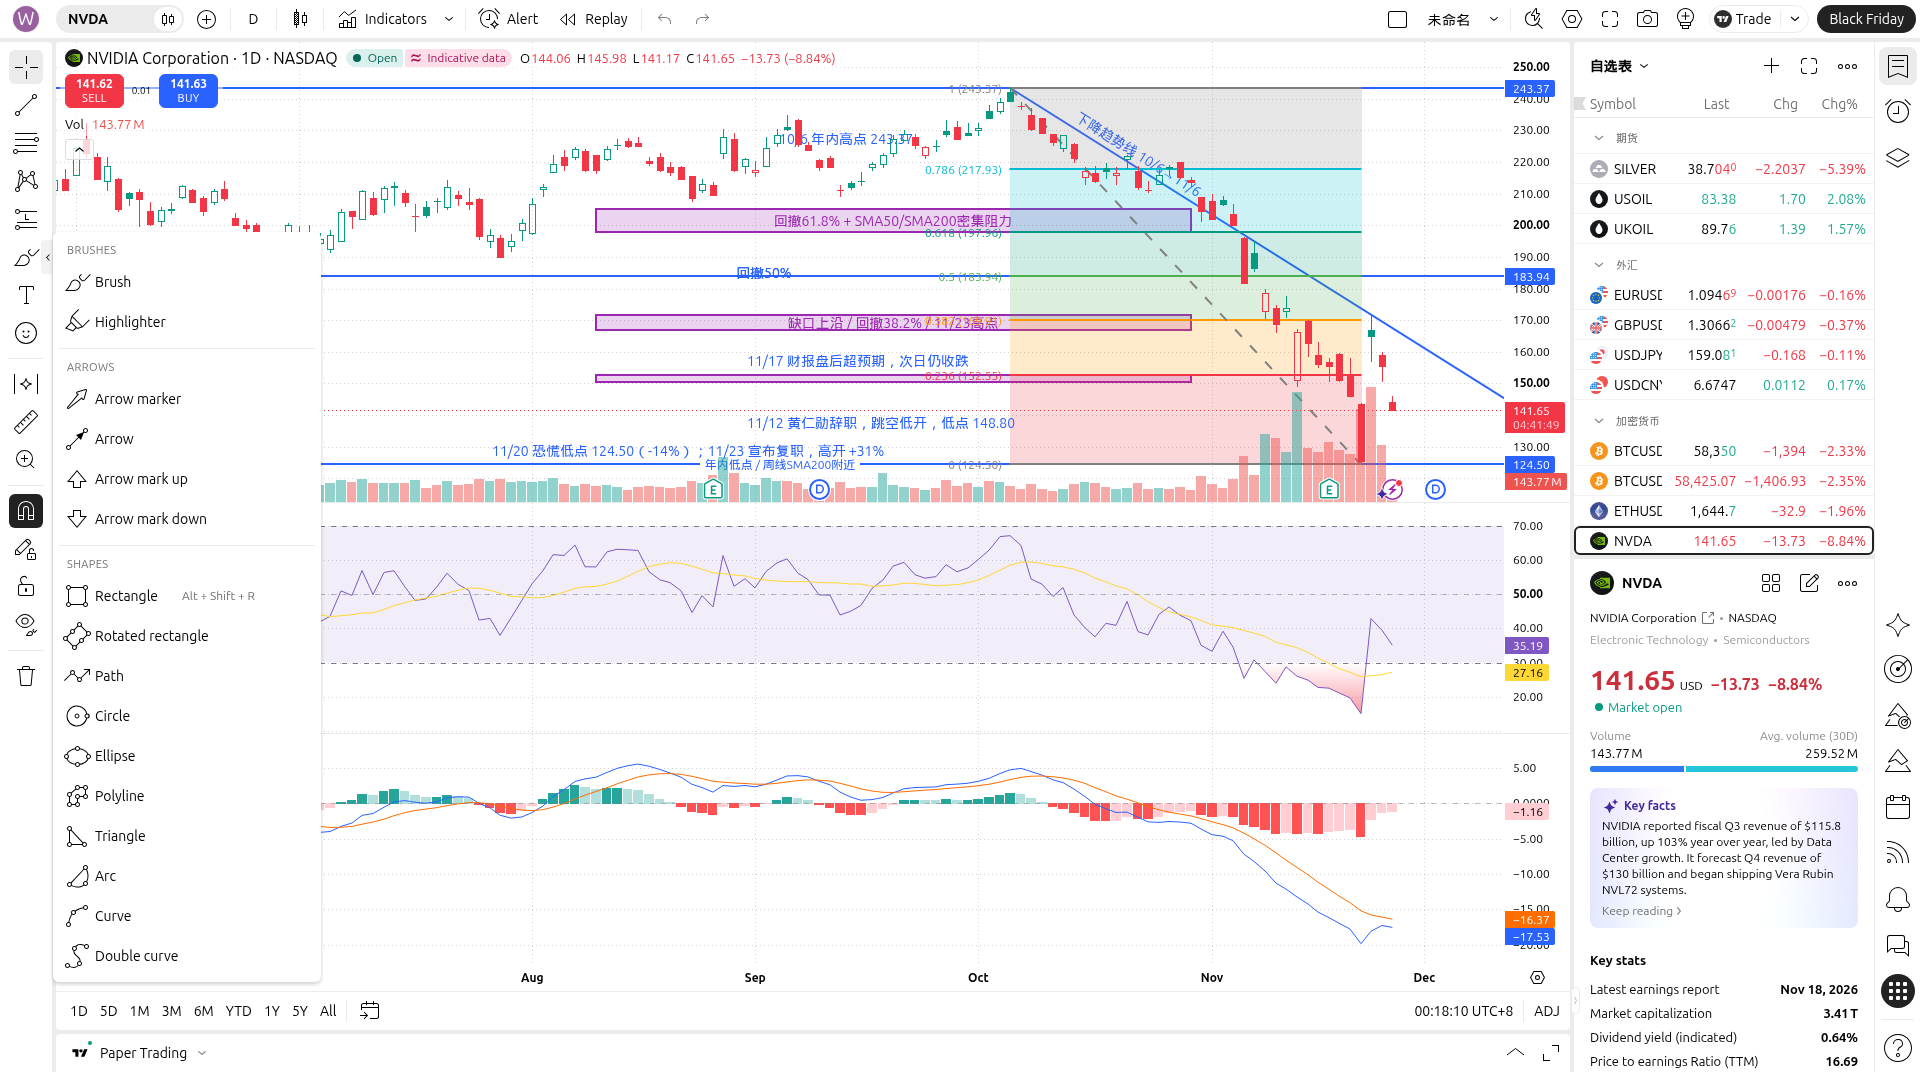 W
NVDA
D
Indicators
Alert
Replay
未命名
Trade
Black Friday
NVIDIA Corporation · 1D · NASDAQ
Open
Indicative data
O144.06 H145.98 L141.17 C141.65 −13.73 (−8.84%)
141.62
SELL
0.01
141.63
BUY
Vol 143.77 M
10/6 年内高点 243.37
下降趋势线 10/6 - 11/6
1 (243.37)
0.786 (217.93)
回撤61.8% + SMA50/SMA200密集阻力
0.618 (197.96)
回撤50%
0.5 (183.94)
缺口上沿 / 回撤38.2% / 11/23高点
11/17 财报盘后超预期，次日仍收跌
0.236 (152.55)
11/12 黄仁勋辞职，跳空低开，低点 148.80
11/20 恐慌低点 124.50（-14%）；11/23 宣布复职，高开 +31%
年内低点 / 周线SMA200附近
0 (124.50)
E
D
E
D
250.00
243.37
240.00
230.00
220.00
210.00
200.00
190.00
183.94
180.00
170.00
160.00
150.00
141.65
04:41:49
130.00
124.50
143.77 M
70.00
60.00
50.00
40.00
35.19
30.00
27.16
20.00
5.00
0.0000
−1.16
−5.00
−10.00
−15.00
−16.37
−17.53
−20.00
BRUSHES
Brush
Highlighter
ARROWS
Arrow marker
Arrow
Arrow mark up
Arrow mark down
SHAPES
Rectangle Alt + Shift + R
Rotated rectangle
Path
Circle
Ellipse
Polyline
Triangle
Arc
Curve
Double curve
Aug
Sep
Oct
Nov
Dec
1D 5D 1M 3M 6M YTD 1Y 5Y All
00:18:10 UTC+8
ADJ
Paper Trading
自选表
Symbol Last Chg Chg%
期货
SILVER 38.7040 −2.2037 −5.39%
USOIL 83.38 1.70 2.08%
UKOIL 89.76 1.39 1.57%
外汇
EURUSD 1.09469 −0.00176 −0.16%
GBPUSD 1.30662 −0.00479 −0.37%
USDJPY 159.081 −0.168 −0.11%
USDCN 6.6747 0.0112 0.17%
加密货币
BTCUSD 58,350 −1,394 −2.33%
BTCUSD 58,425.07 −1,406.93 −2.35%
ETHUSD 1,644.7 −32.9 −1.96%
NVDA 141.65 −13.73 −8.84%
NVDA
NVIDIA Corporation • NASDAQ
Electronic Technology • Semiconductors
141.65 USD −13.73 −8.84%
Market open
Volume Avg. volume (30D)
143.77 M 259.52 M
Key facts
NVIDIA reported fiscal Q3 revenue of $115.8
billion, up 103% year over year, led by Data
Center growth. It forecast Q4 revenue of
$130 billion and began shipping Vera Rubin
NVL72 systems.
Keep reading
Key stats
Latest earnings report Nov 18, 2026
Market capitalization 3.41 T
Dividend yield (indicated) 0.64%
Price to earnings Ratio (TTM) 16.69